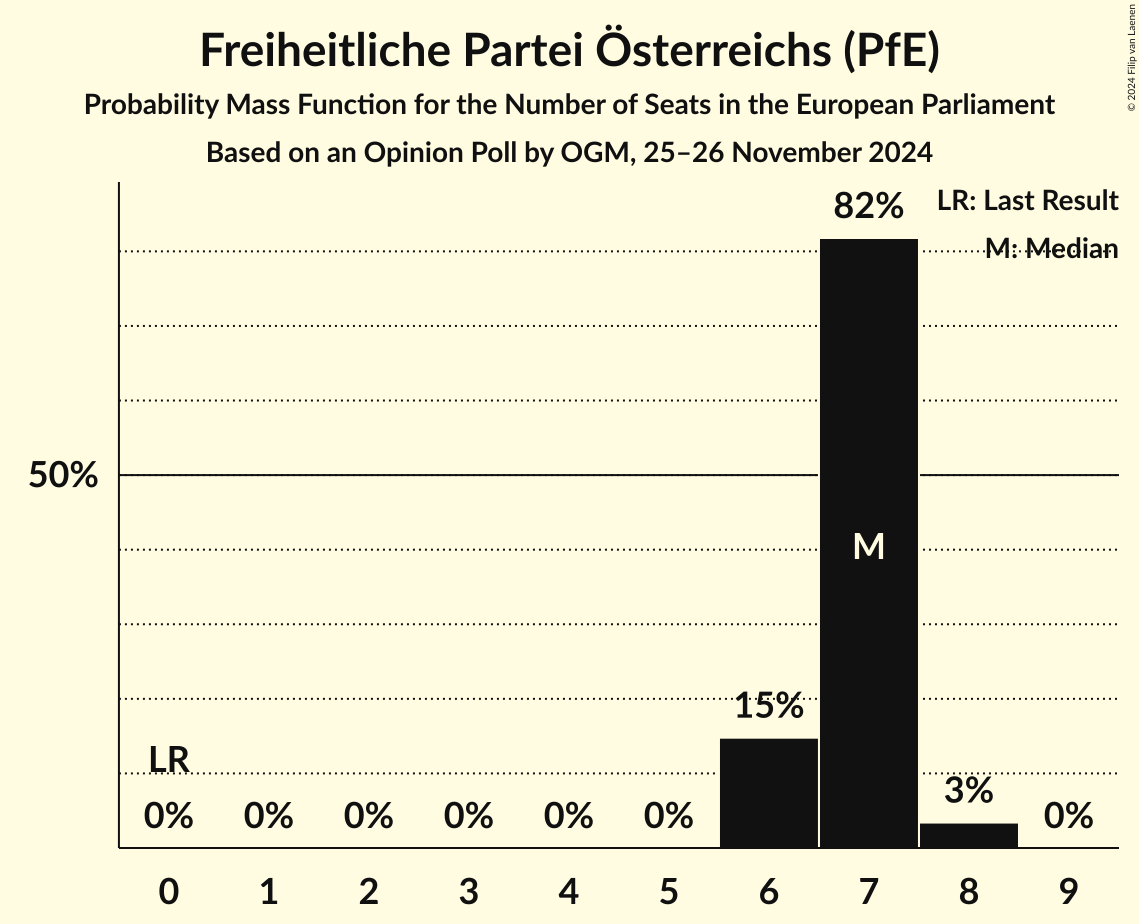 Freiheitliche Partei Österreichs (PfE)
Probability Mass Function for the Number of Seats in the European Parliament
Based on an Opinion Poll by OGM, 25–26 November 2024
© 2024 Filip van Laenen
LR: Last Result
M: Median
82%
50%
M
15%
LR
3%
0% 0% 0% 0% 0% 0% 0%
0 1 2 3 4 5 6 7 8 9